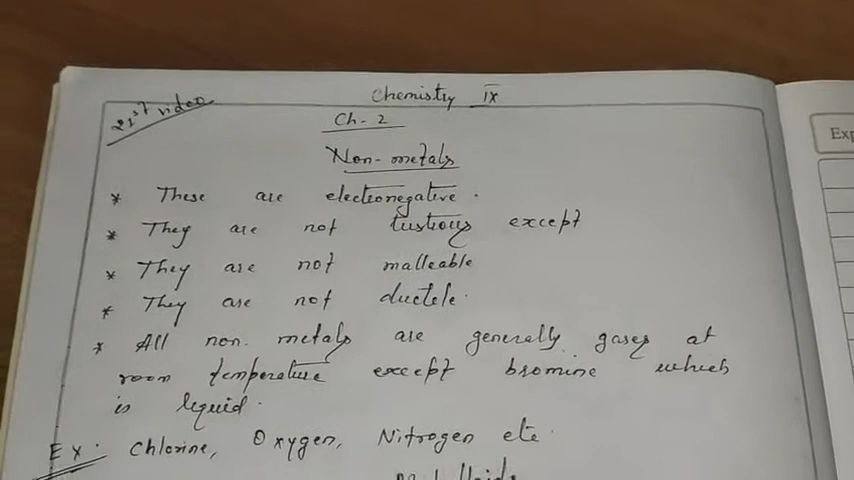 Chemistry IX
21st video
Ch-2
Non-metals
* These are electronegative.
* They are not lustrous except
* They are not malleable
* They are not ductele.
* All non. metals are generally gases at
room temperature except bromine which
is liquid.
Ex: Chlorine, Oxygen, Nitrogen etc.
Exp